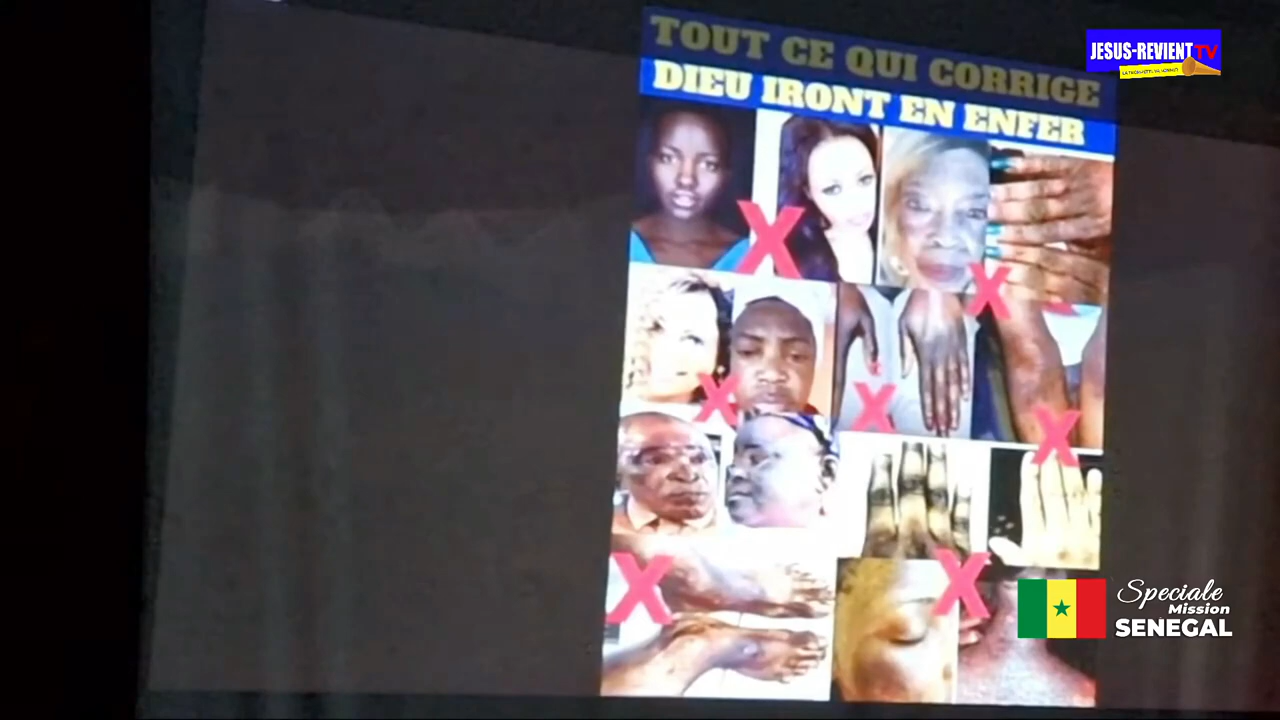 TOUT CE QUI CORRIGE
DIEU IRONT EN ENFER
JESUS-REVIENT TV
Speciale
Mission
SENEGAL